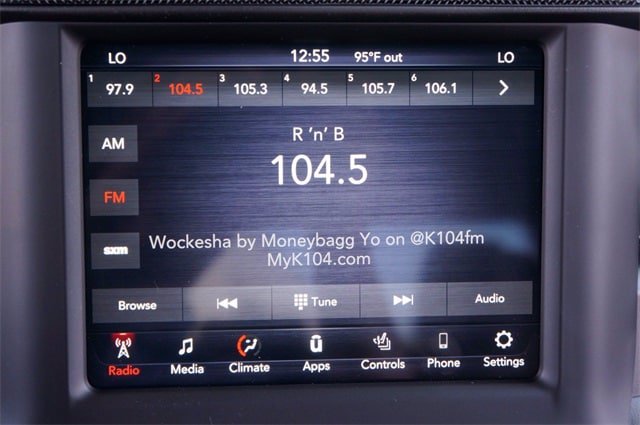 LO 12:55 95°F out LO
1 97.9 2 104.5 3 105.3 4 94.5 5 105.7 6 106.1
R 'n' B
AM
104.5
FM
Wockesha by Moneybagg Yo on @K104fm
sxm
MyK104.com
Browse Tune Audio
Radio Media Climate Apps Controls Phone Settings